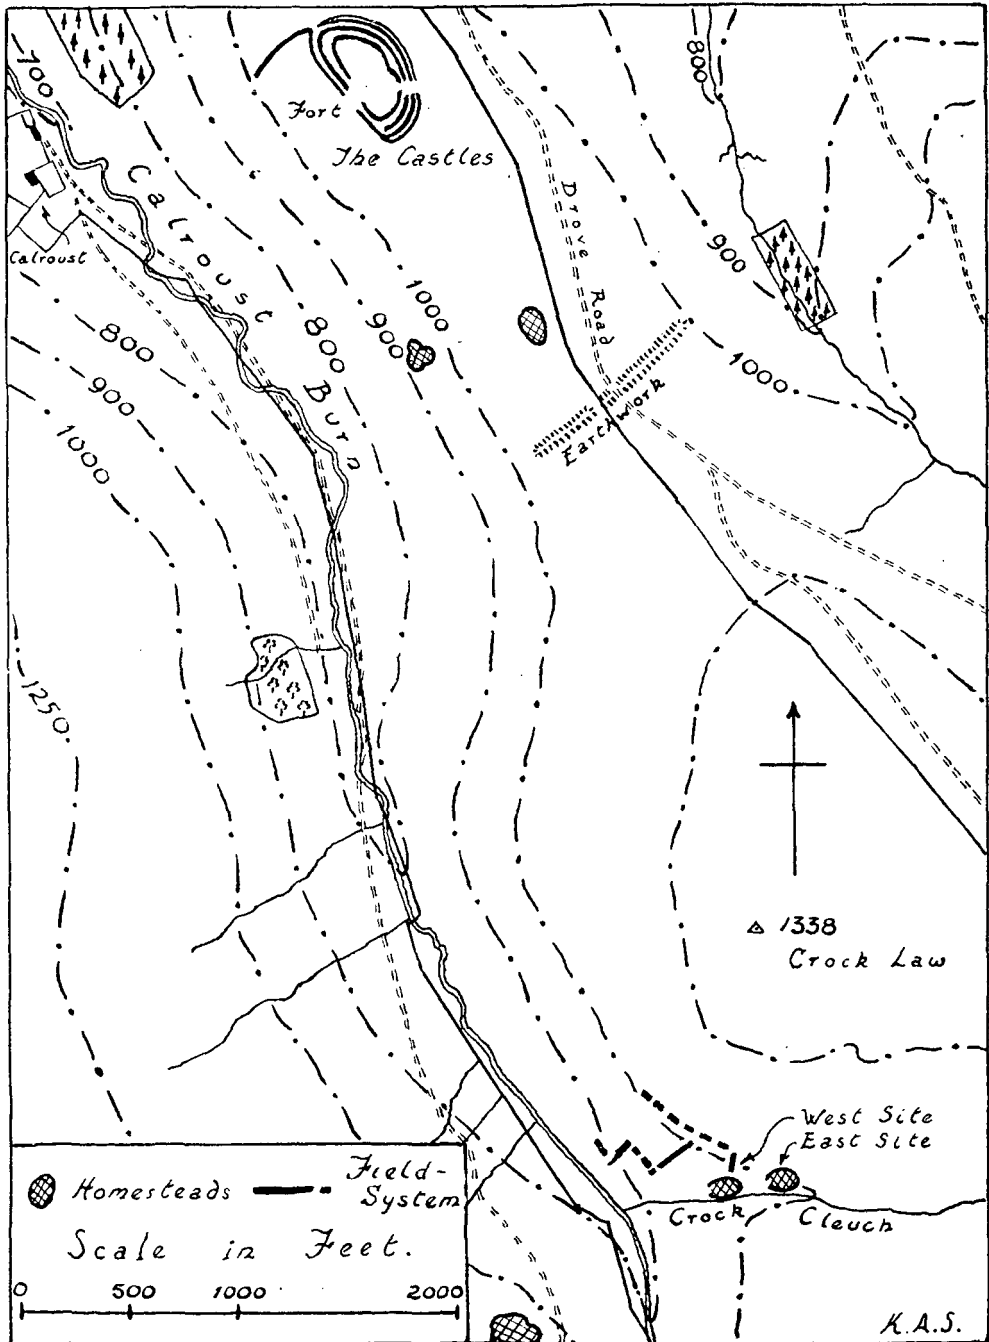 700
800
Fort
The Castles
Calroust Burn
Drove Road
Calroust
900
1000
800
900
1000
800
900
1000
Earthwork
1000
1250
1338
Crock Law
West Site
East Site
Crock Cleuch
Homesteads
Field-
System
Scale in Feet.
0 500 1000 2000
K.A.S.